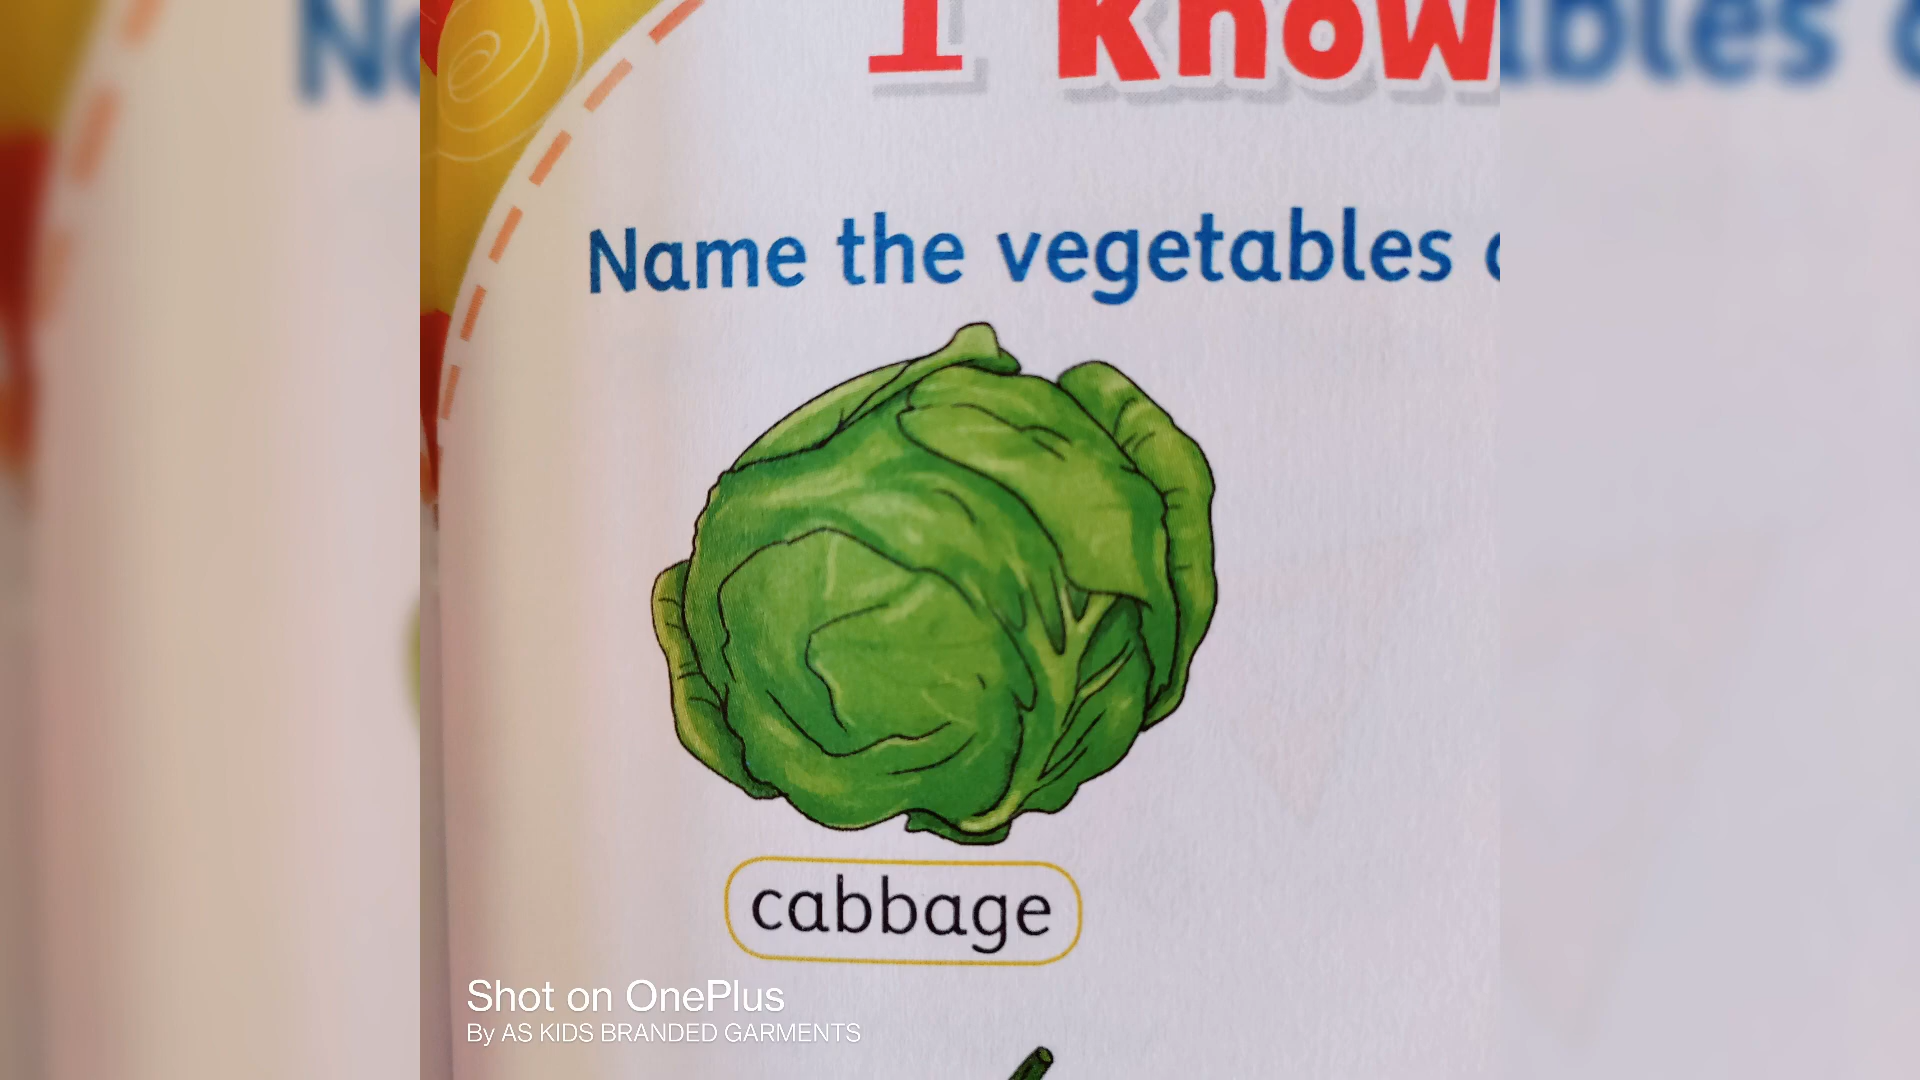 I know
Name the vegetables
cabbage
Shot on OnePlus
By AS KIDS BRANDED GARMENTS